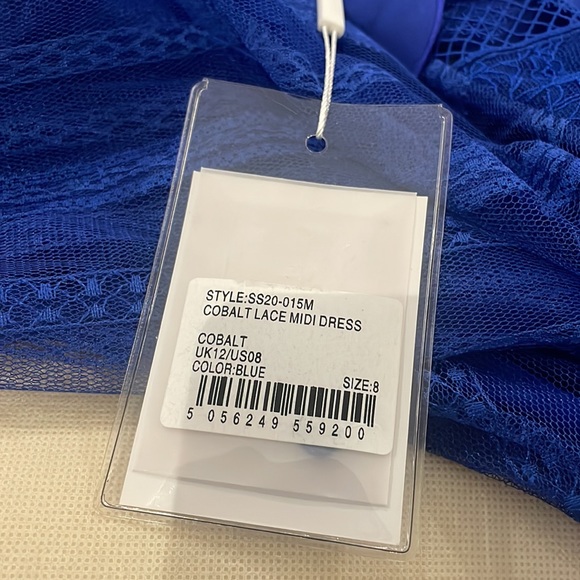 STYLE:SS20-015M
COBALT LACE MIDI DRESS
COBALT
UK12/US08
COLOR:BLUE SIZE:8
5 056249 559200